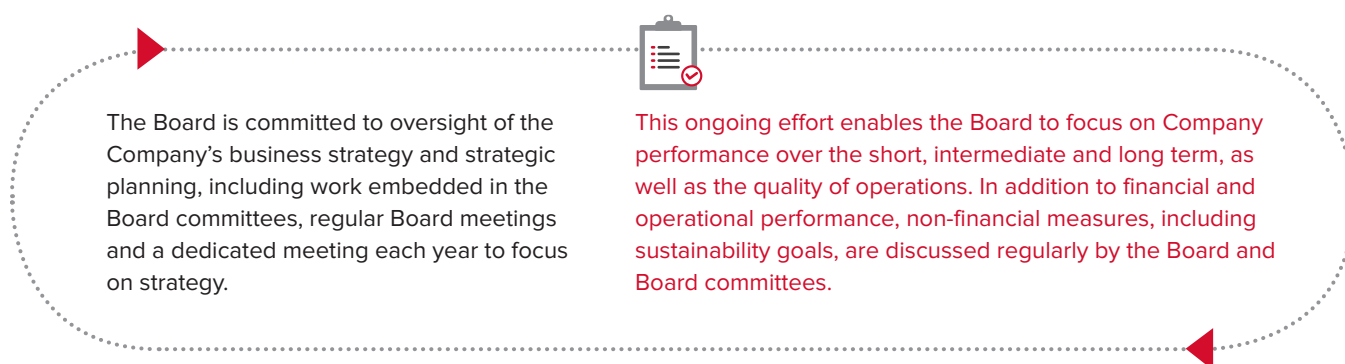 The Board is committed to oversight of the
Company’s business strategy and strategic
planning, including work embedded in the
Board committees, regular Board meetings
and a dedicated meeting each year to focus
on strategy.
This ongoing effort enables the Board to focus on Company
performance over the short, intermediate and long term, as
well as the quality of operations. In addition to financial and
operational performance, non-financial measures, including
sustainability goals, are discussed regularly by the Board and
Board committees.